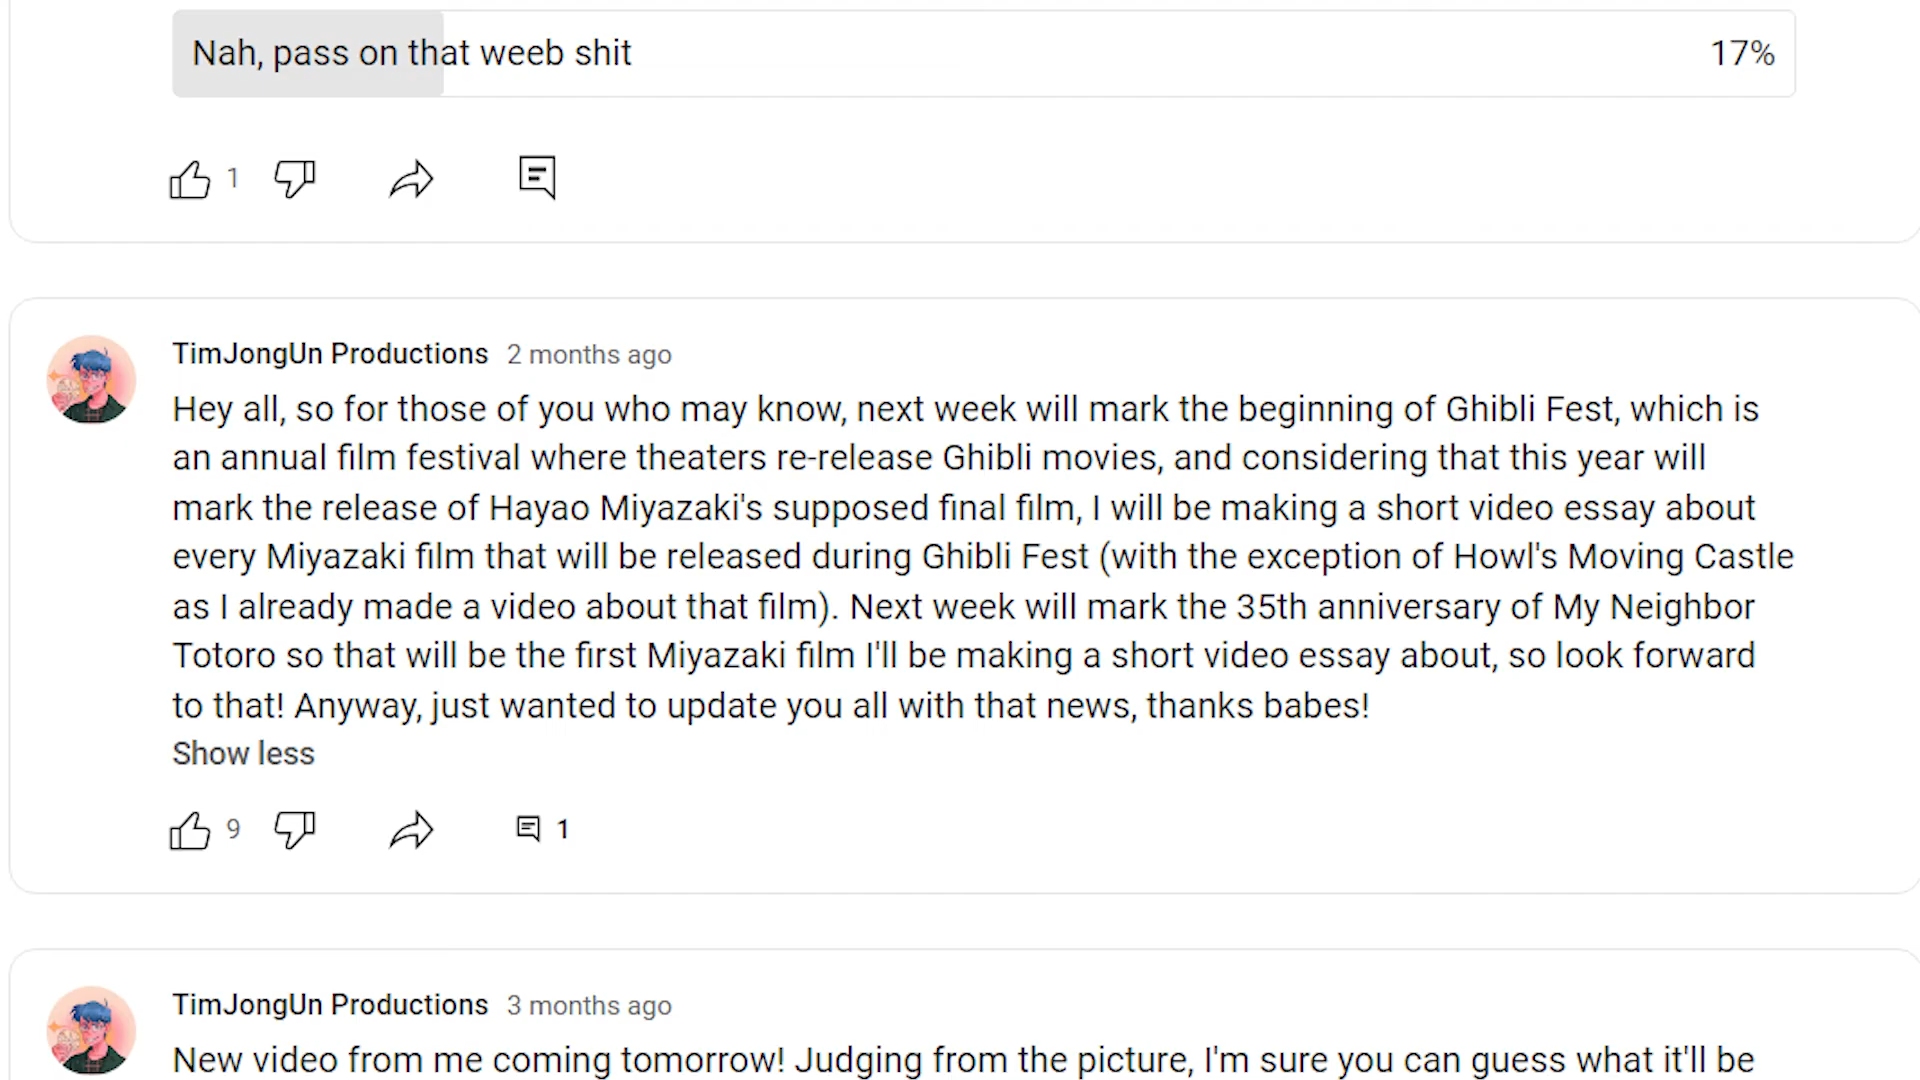 Nah, pass on that weeb shit 17%
1
TimJongUn Productions 2 months ago
Hey all, so for those of you who may know, next week will mark the beginning of Ghibli Fest, which is
an annual film festival where theaters re-release Ghibli movies, and considering that this year will
mark the release of Hayao Miyazaki's supposed final film, I will be making a short video essay about
every Miyazaki film that will be released during Ghibli Fest (with the exception of Howl's Moving Castle
as I already made a video about that film). Next week will mark the 35th anniversary of My Neighbor
Totoro so that will be the first Miyazaki film I'll be making a short video essay about, so look forward
to that! Anyway, just wanted to update you all with that news, thanks babes!
Show less
9 1
TimJongUn Productions 3 months ago
New video from me coming tomorrow! Judging from the picture, I'm sure you can guess what it'll be